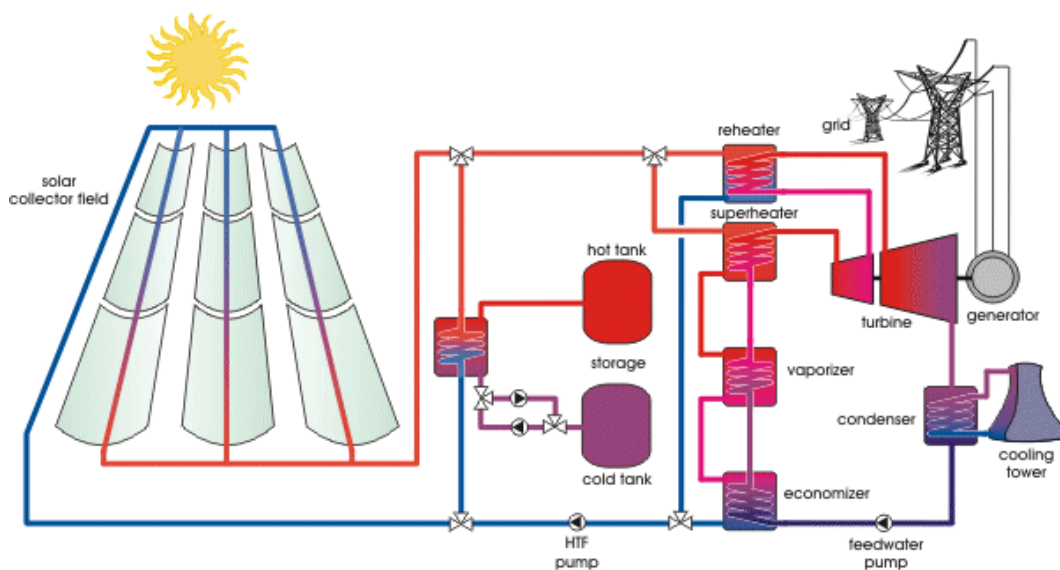 solar
collector field
hot tank
storage
cold tank
HTF
pump
reheater
superheater
vaporizer
economizer
grid
turbine
generator
condenser
cooling
tower
feedwater
pump